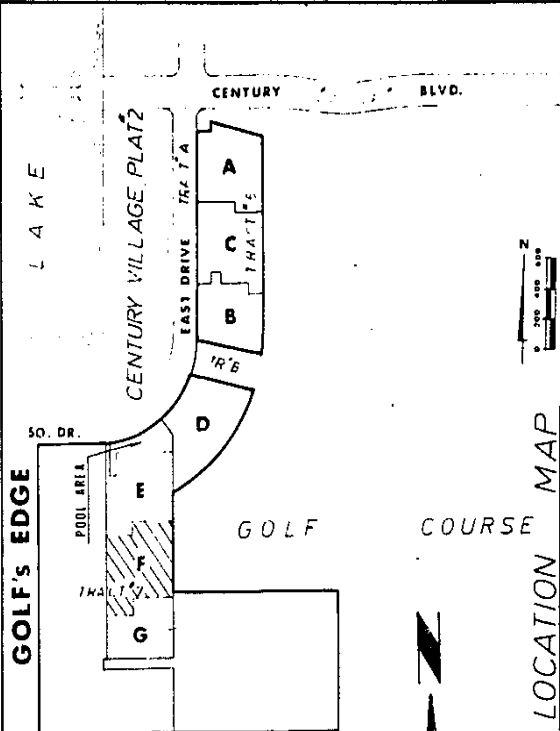 CENTURY BLVD.
LAKE
CENTURY VILLAGE PLAT #2
EAST DRIVE
A
C
B
TR "B"
D
SO. DR.
GOLF's EDGE
POOL AREA
E
F
G
GOLF COURSE
N
0 200 400 600
LOCATION MAP
N